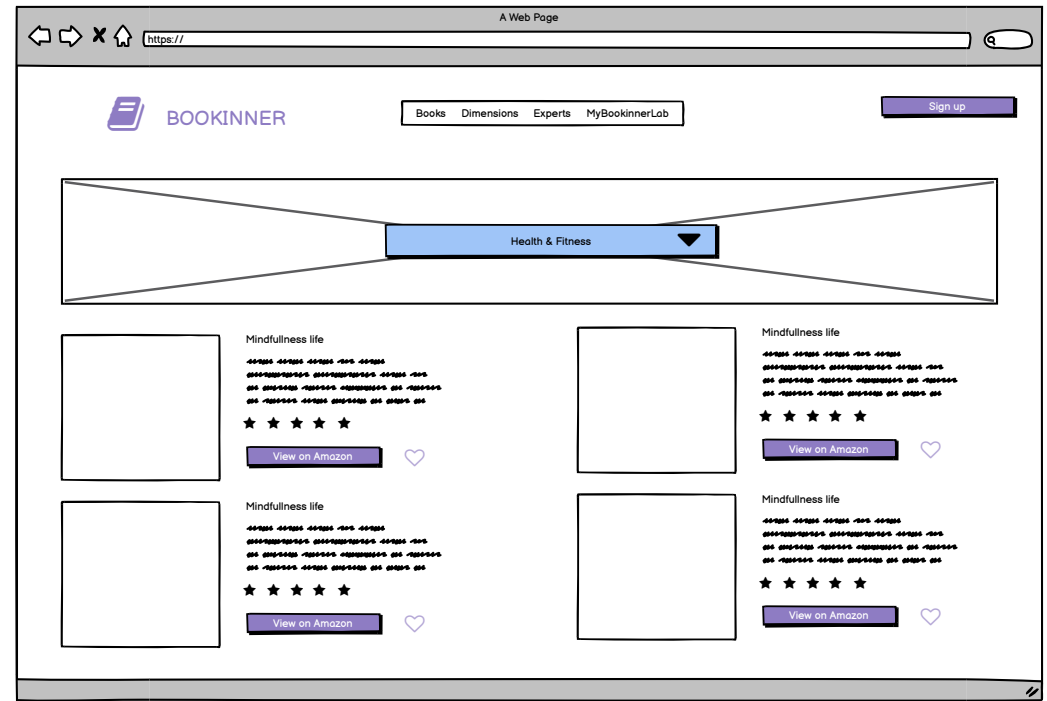 A Web Page
https://
BOOKINNER
Books Dimensions Experts MyBookinnerLab
Sign up
Health & Fitness
Mindfullness life
View on Amazon
Mindfullness life
View on Amazon
Mindfullness life
View on Amazon
Mindfullness life
View on Amazon